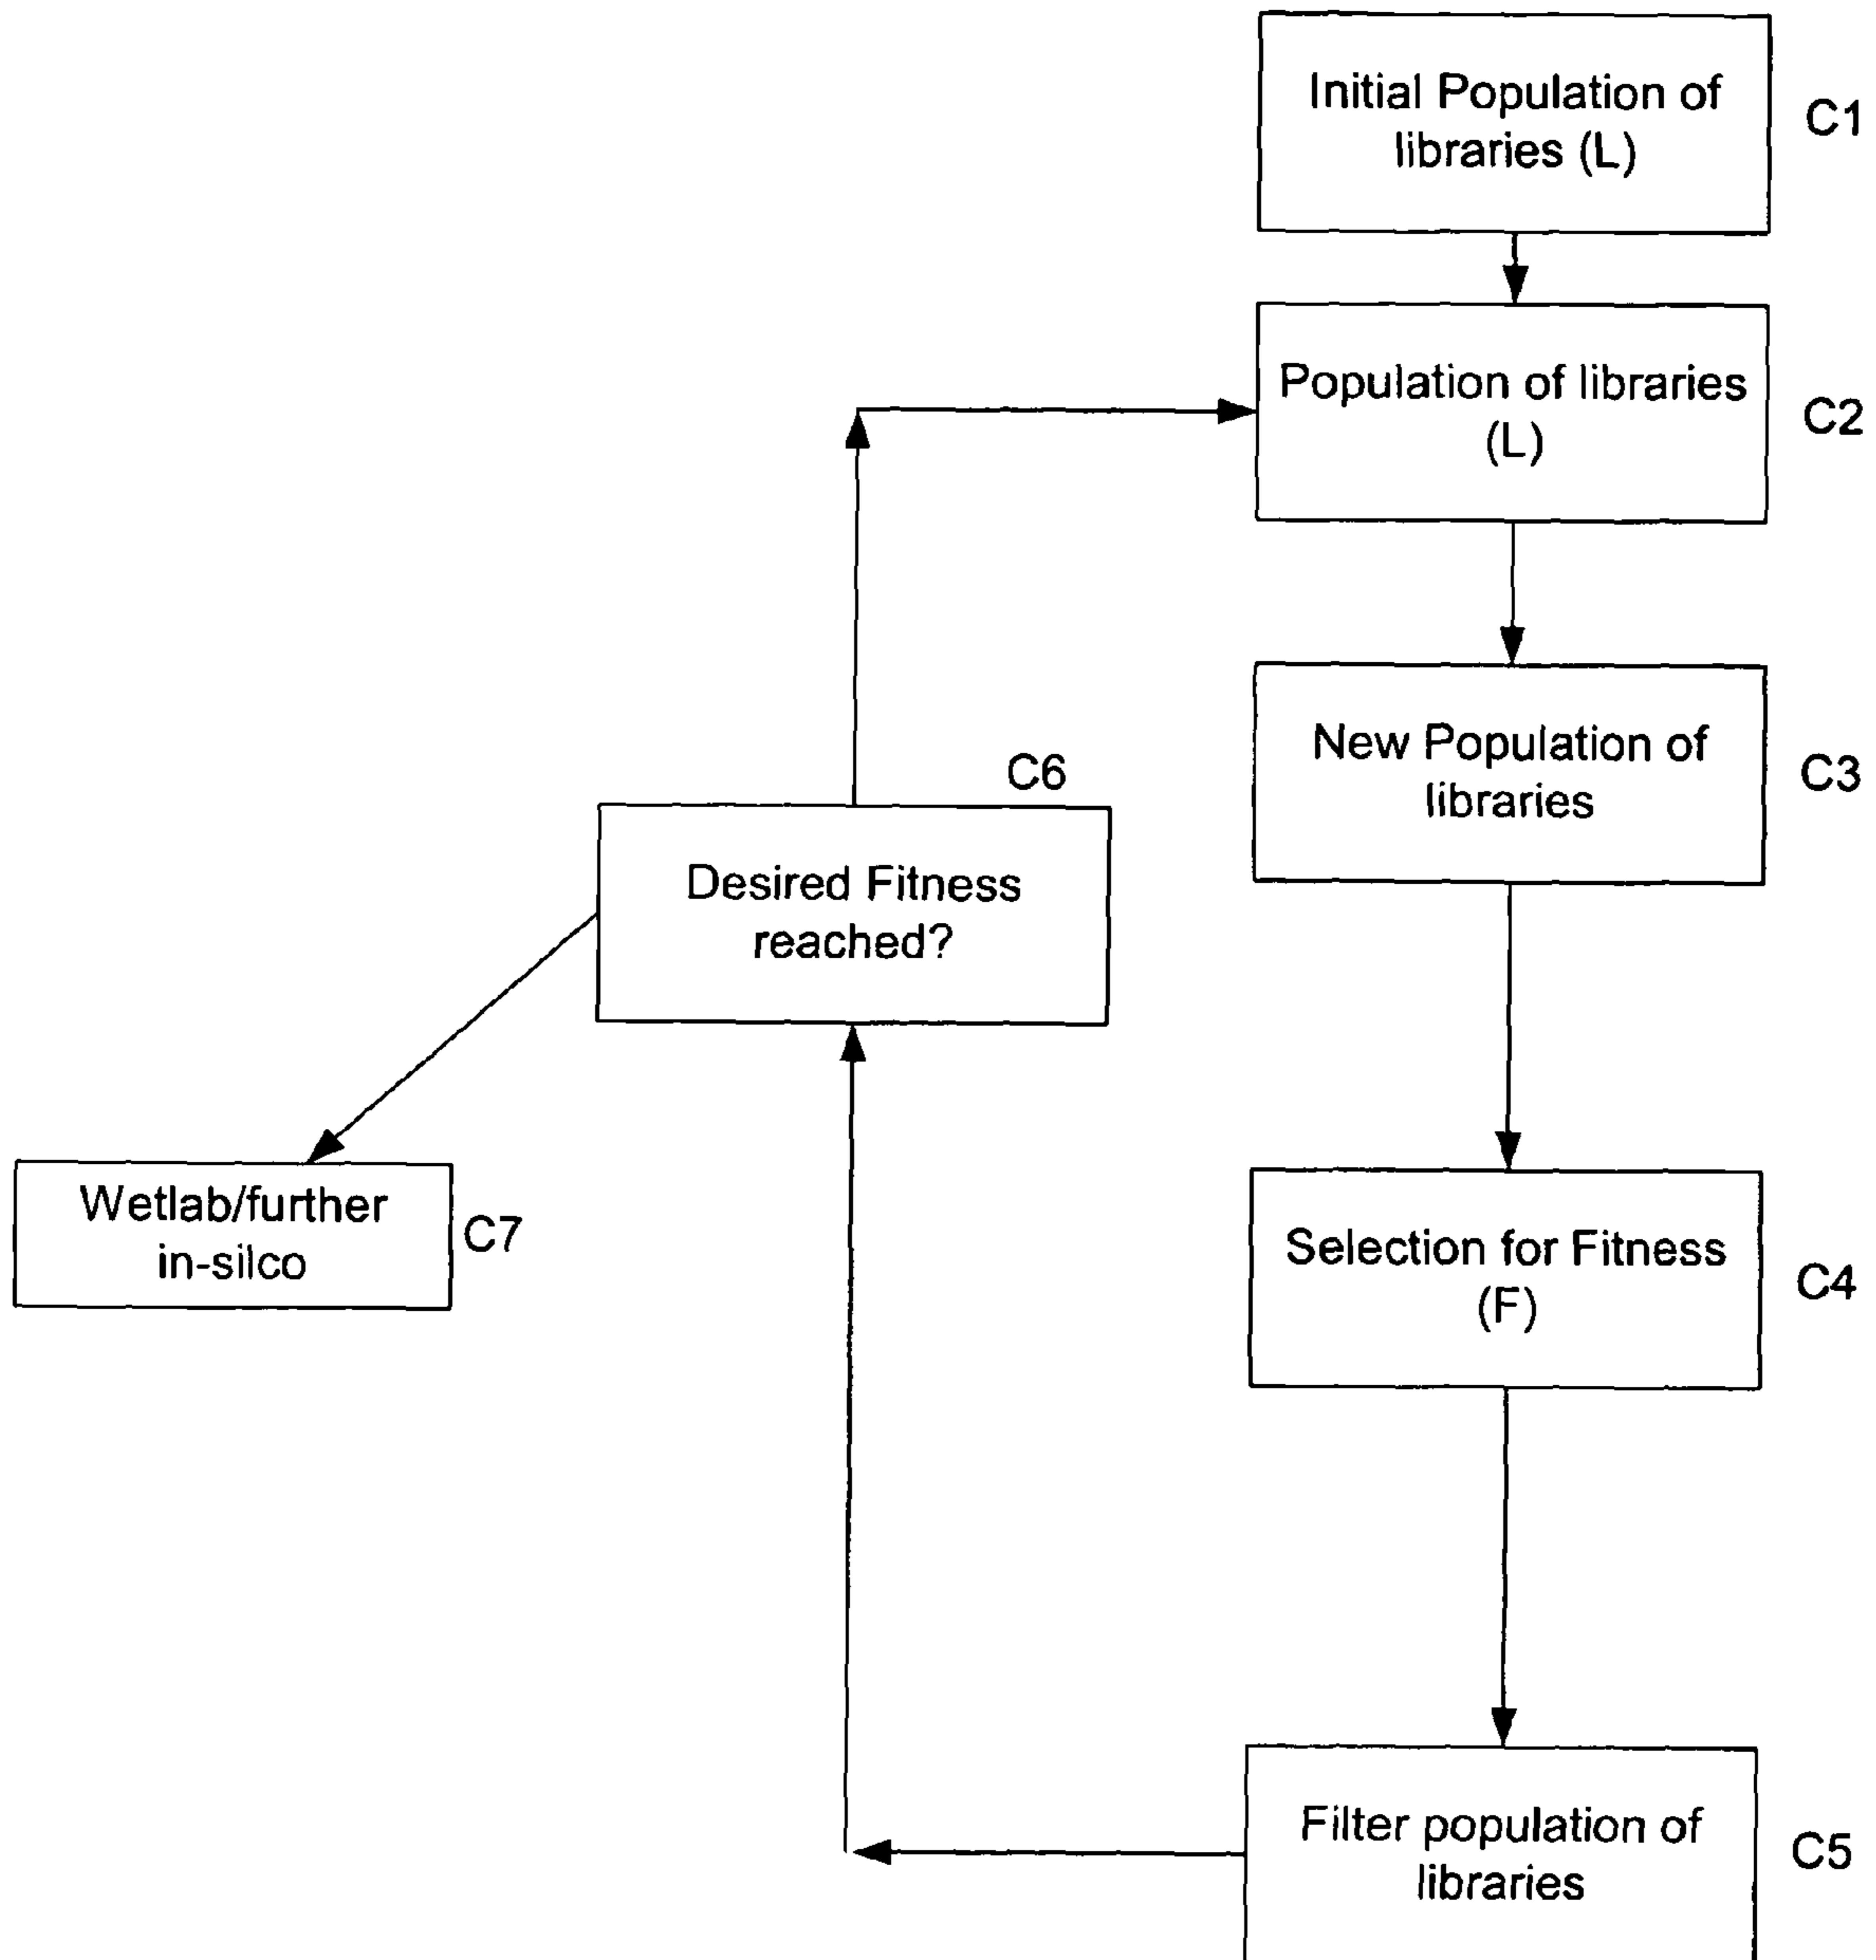 Initial Population of
libraries (L)
C1
Population of libraries
(L)
C2
New Population of
libraries
C3
C6
Desired Fitness
reached?
Wetlab/further
in-silco
C7
Selection for Fitness
(F)
C4
Filter population of
libraries
C5